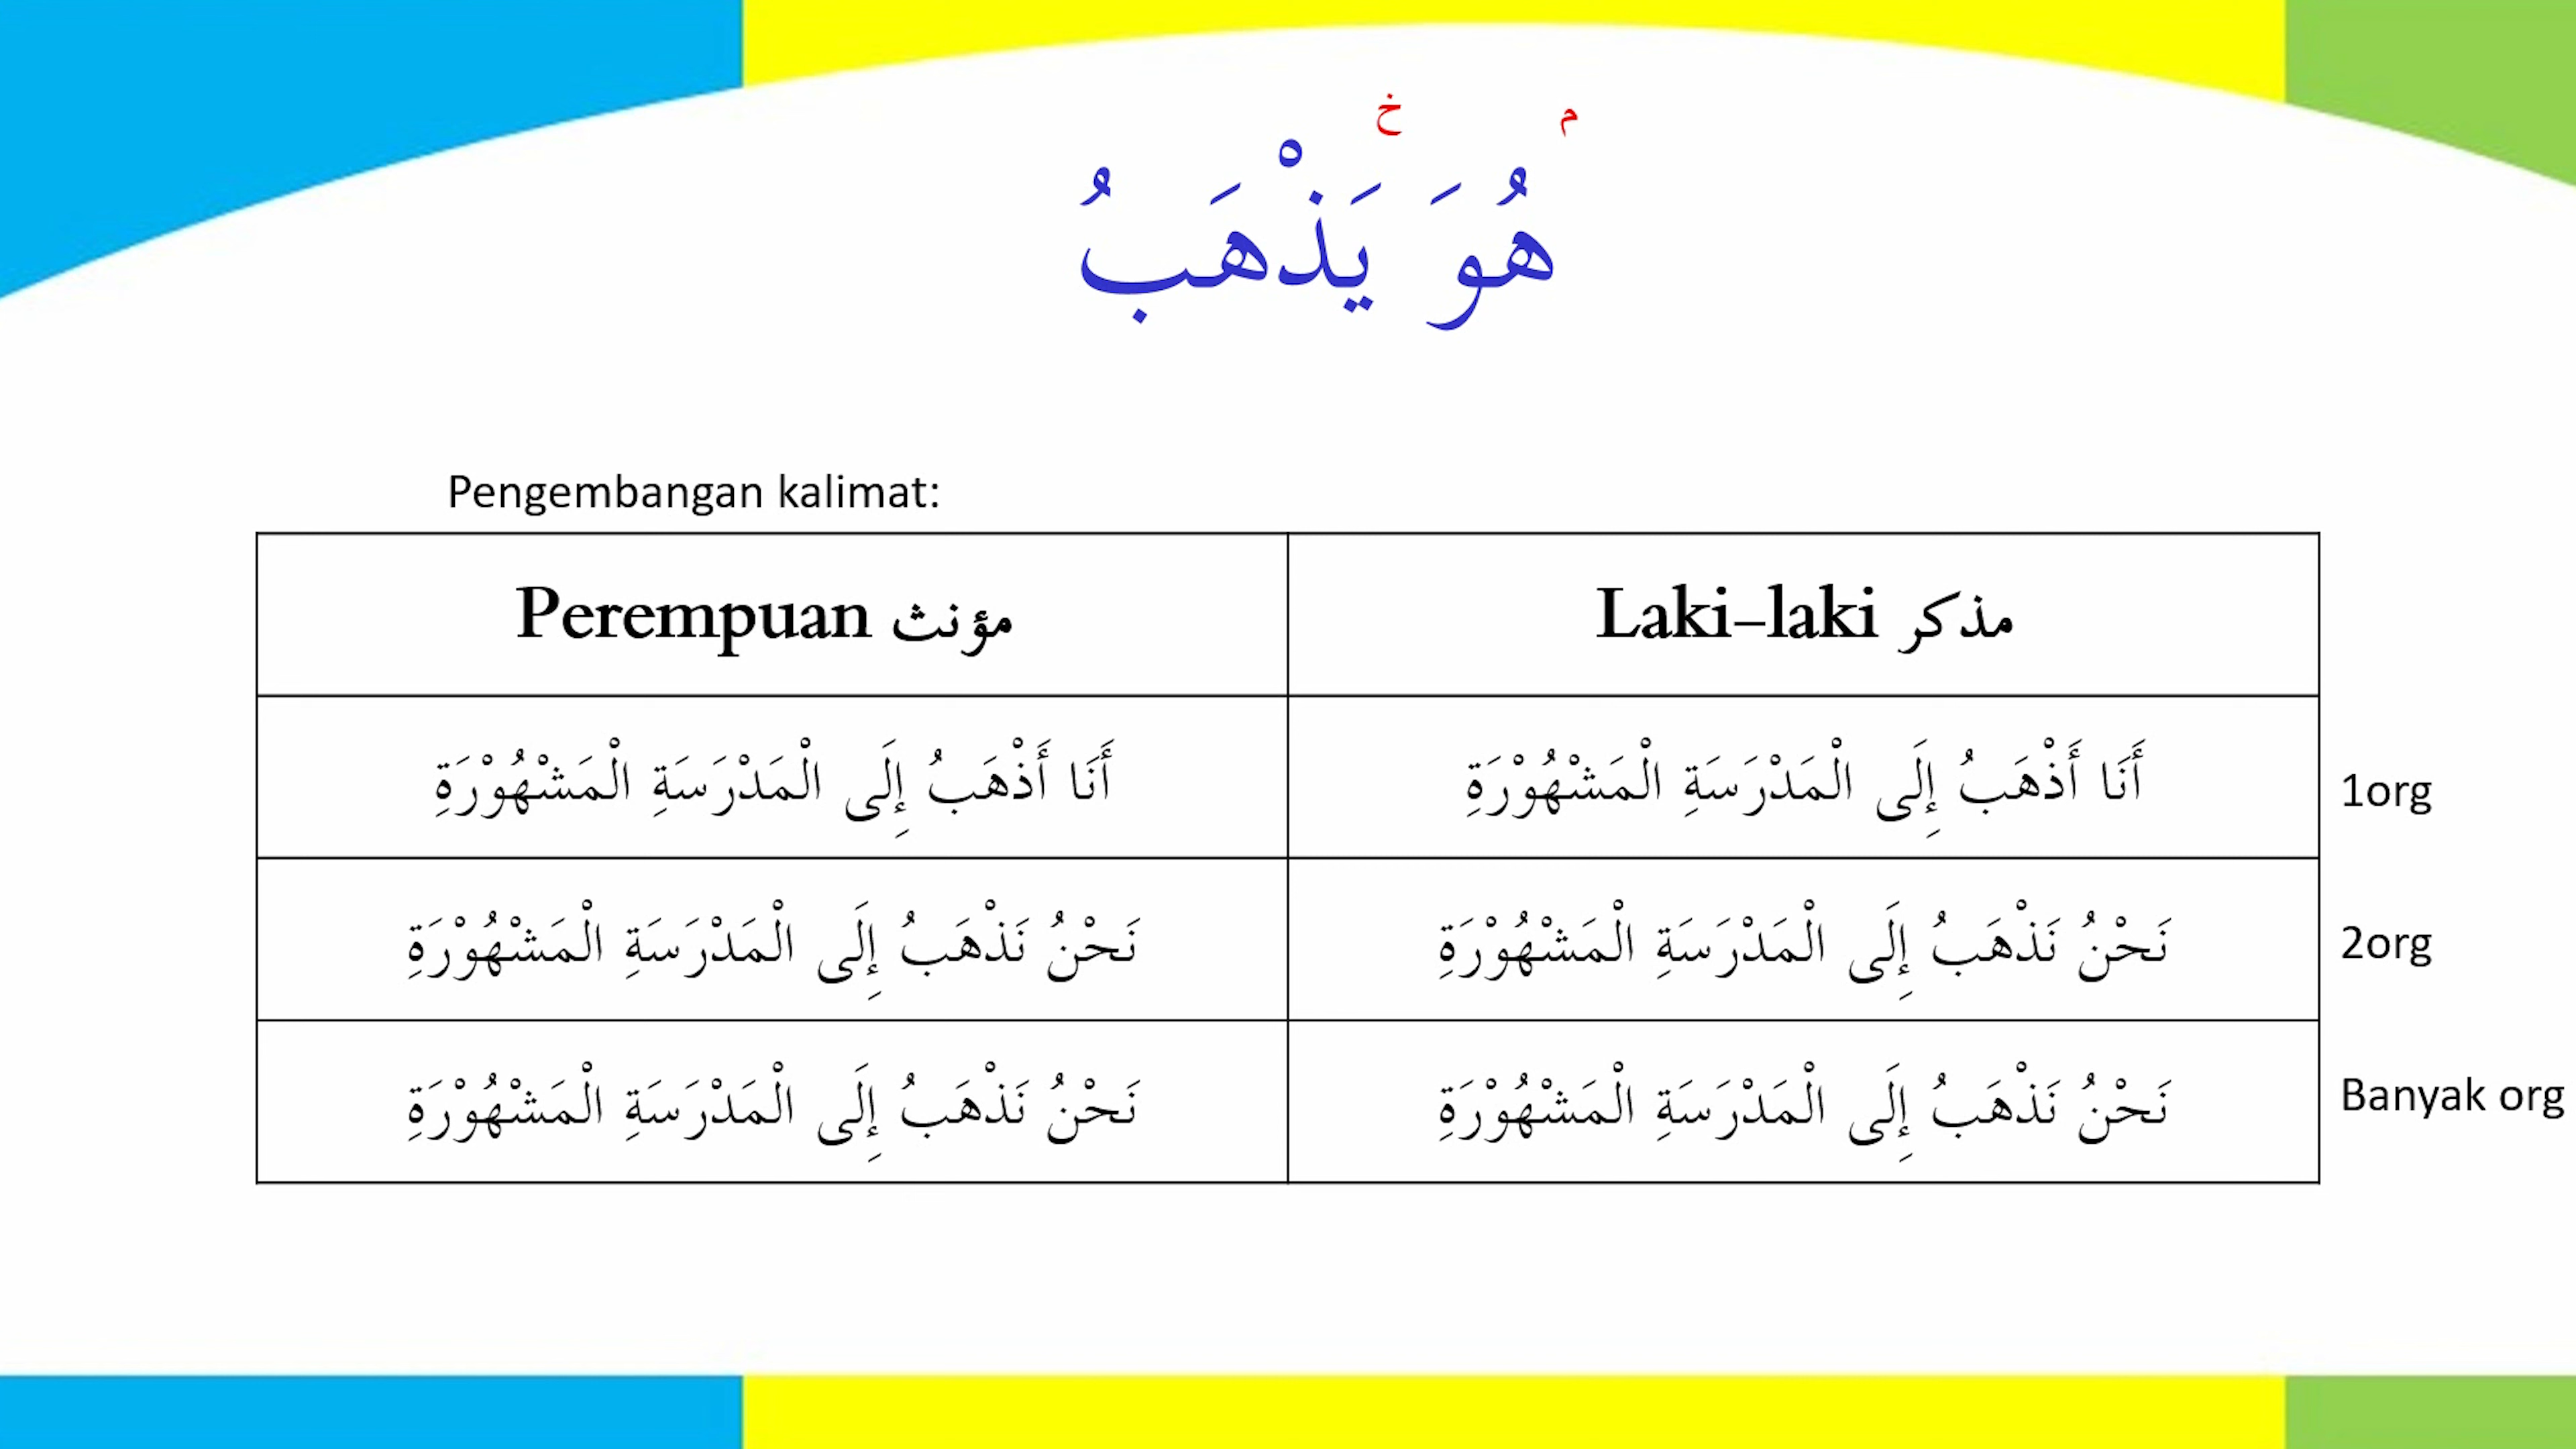 م خ
هُوَ يَذْهَبُ
Pengembangan kalimat:
Perempuan مؤنث
Laki-laki مذكر
أَنَا أَذْهَبُ إِلَى الْمَدْرَسَةِ الْمَشْهُوْرَةِ
أَنَا أَذْهَبُ إِلَى الْمَدْرَسَةِ الْمَشْهُوْرَةِ
1org
نَحْنُ نَذْهَبُ إِلَى الْمَدْرَسَةِ الْمَشْهُوْرَةِ
نَحْنُ نَذْهَبُ إِلَى الْمَدْرَسَةِ الْمَشْهُوْرَةِ
2org
نَحْنُ نَذْهَبُ إِلَى الْمَدْرَسَةِ الْمَشْهُوْرَةِ
نَحْنُ نَذْهَبُ إِلَى الْمَدْرَسَةِ الْمَشْهُوْرَةِ
Banyak org